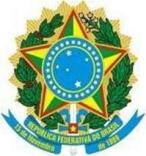 REPÚBLICA FEDERATIVA DO BRASIL
15 de Novembro
de 1889